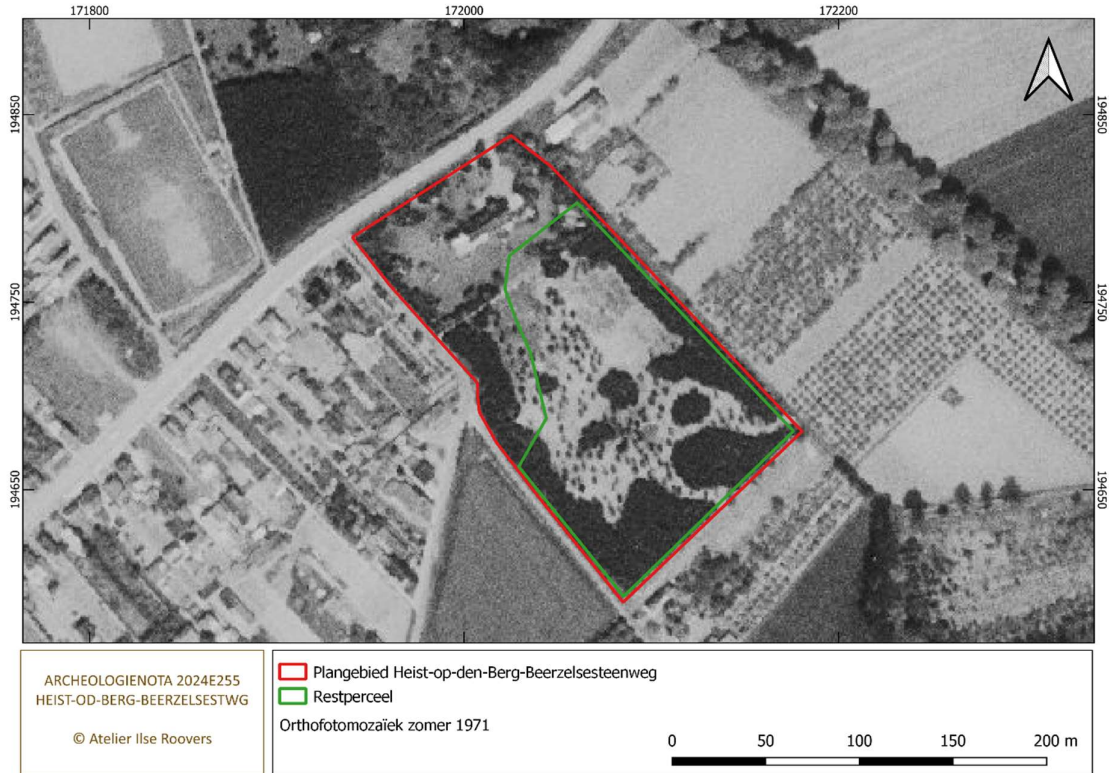 171800
172000
172200
194850
194850
194750
194750
194650
194650
ARCHEOLOGIENOTA 2024E255
HEIST-OD-BERG-BEERZELSESTWG
© Atelier Ilse Roovers
Plangebied Heist-op-den-Berg-Beerzelsesteenweg
Restperceel
Orthofotomozaïek zomer 1971
0 50 100 150 200 m